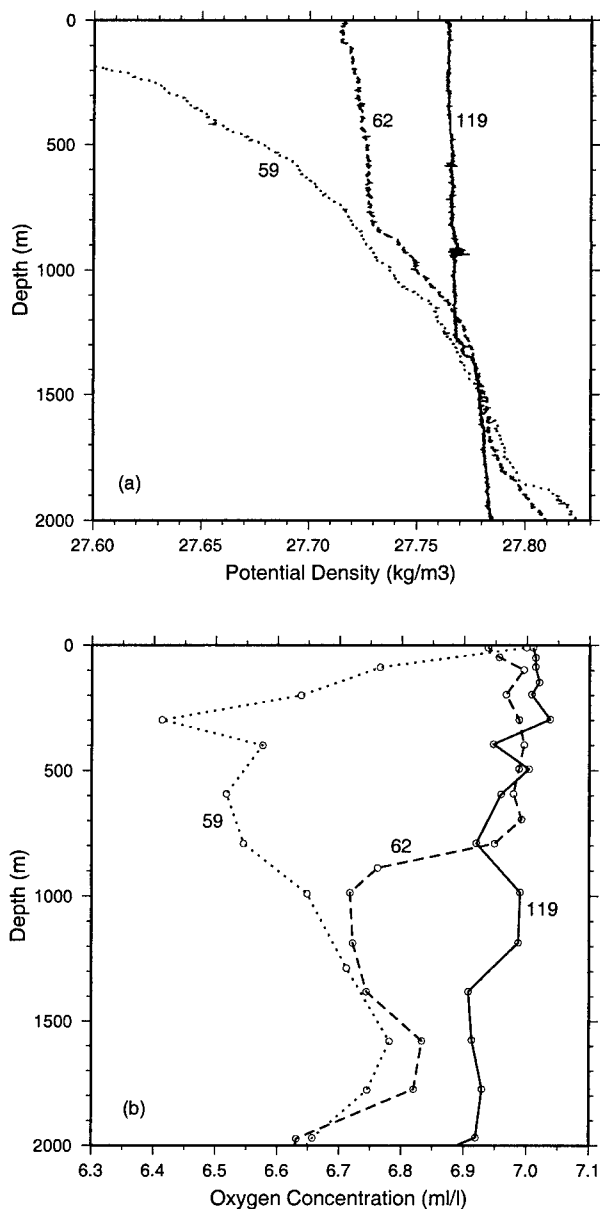 0
500
1000
1500
2000
Depth (m)
59
62
119
(a)
27.60 27.65 27.70 27.75 27.80
Potential Density (kg/m3)
0
500
1000
1500
2000
Depth (m)
59
62
119
(b)
6.3 6.4 6.5 6.6 6.7 6.8 6.9 7.0 7.1
Oxygen Concentration (ml/l)